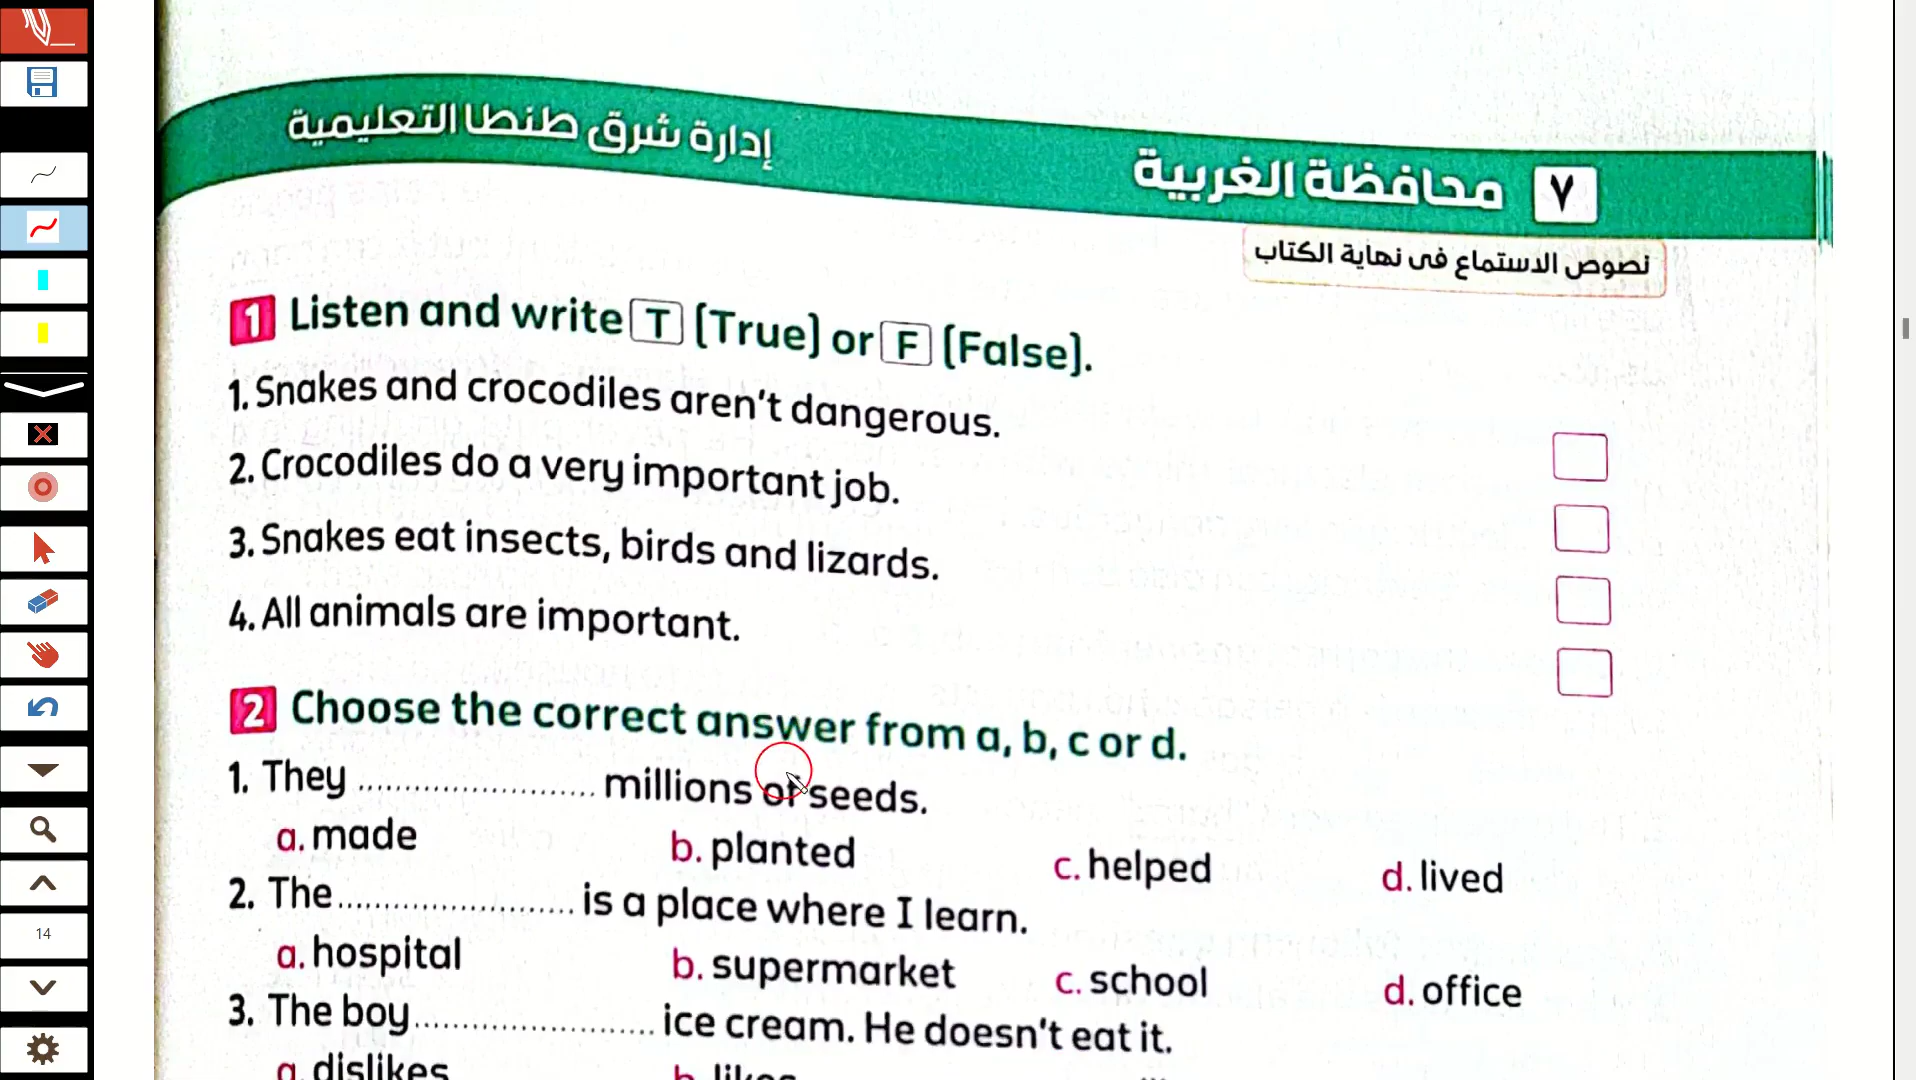 إدارة شرق طنطا التعليمية
٧ محافظة الغربية
نصوص الاستماع فى نهاية الكتاب
1 Listen and write T (True) or F (False).
1. Snakes and crocodiles aren't dangerous.
2. Crocodiles do a very important job.
3. Snakes eat insects, birds and lizards.
4. All animals are important.
2 Choose the correct answer from a, b, c or d.
1. They ........................ millions of seeds.
a. made b. planted c. helped d. lived
2. The ........................ is a place where I learn.
a. hospital b. supermarket c. school d. office
3. The boy ........................ ice cream. He doesn't eat it.
a. dislikes b. likes
14